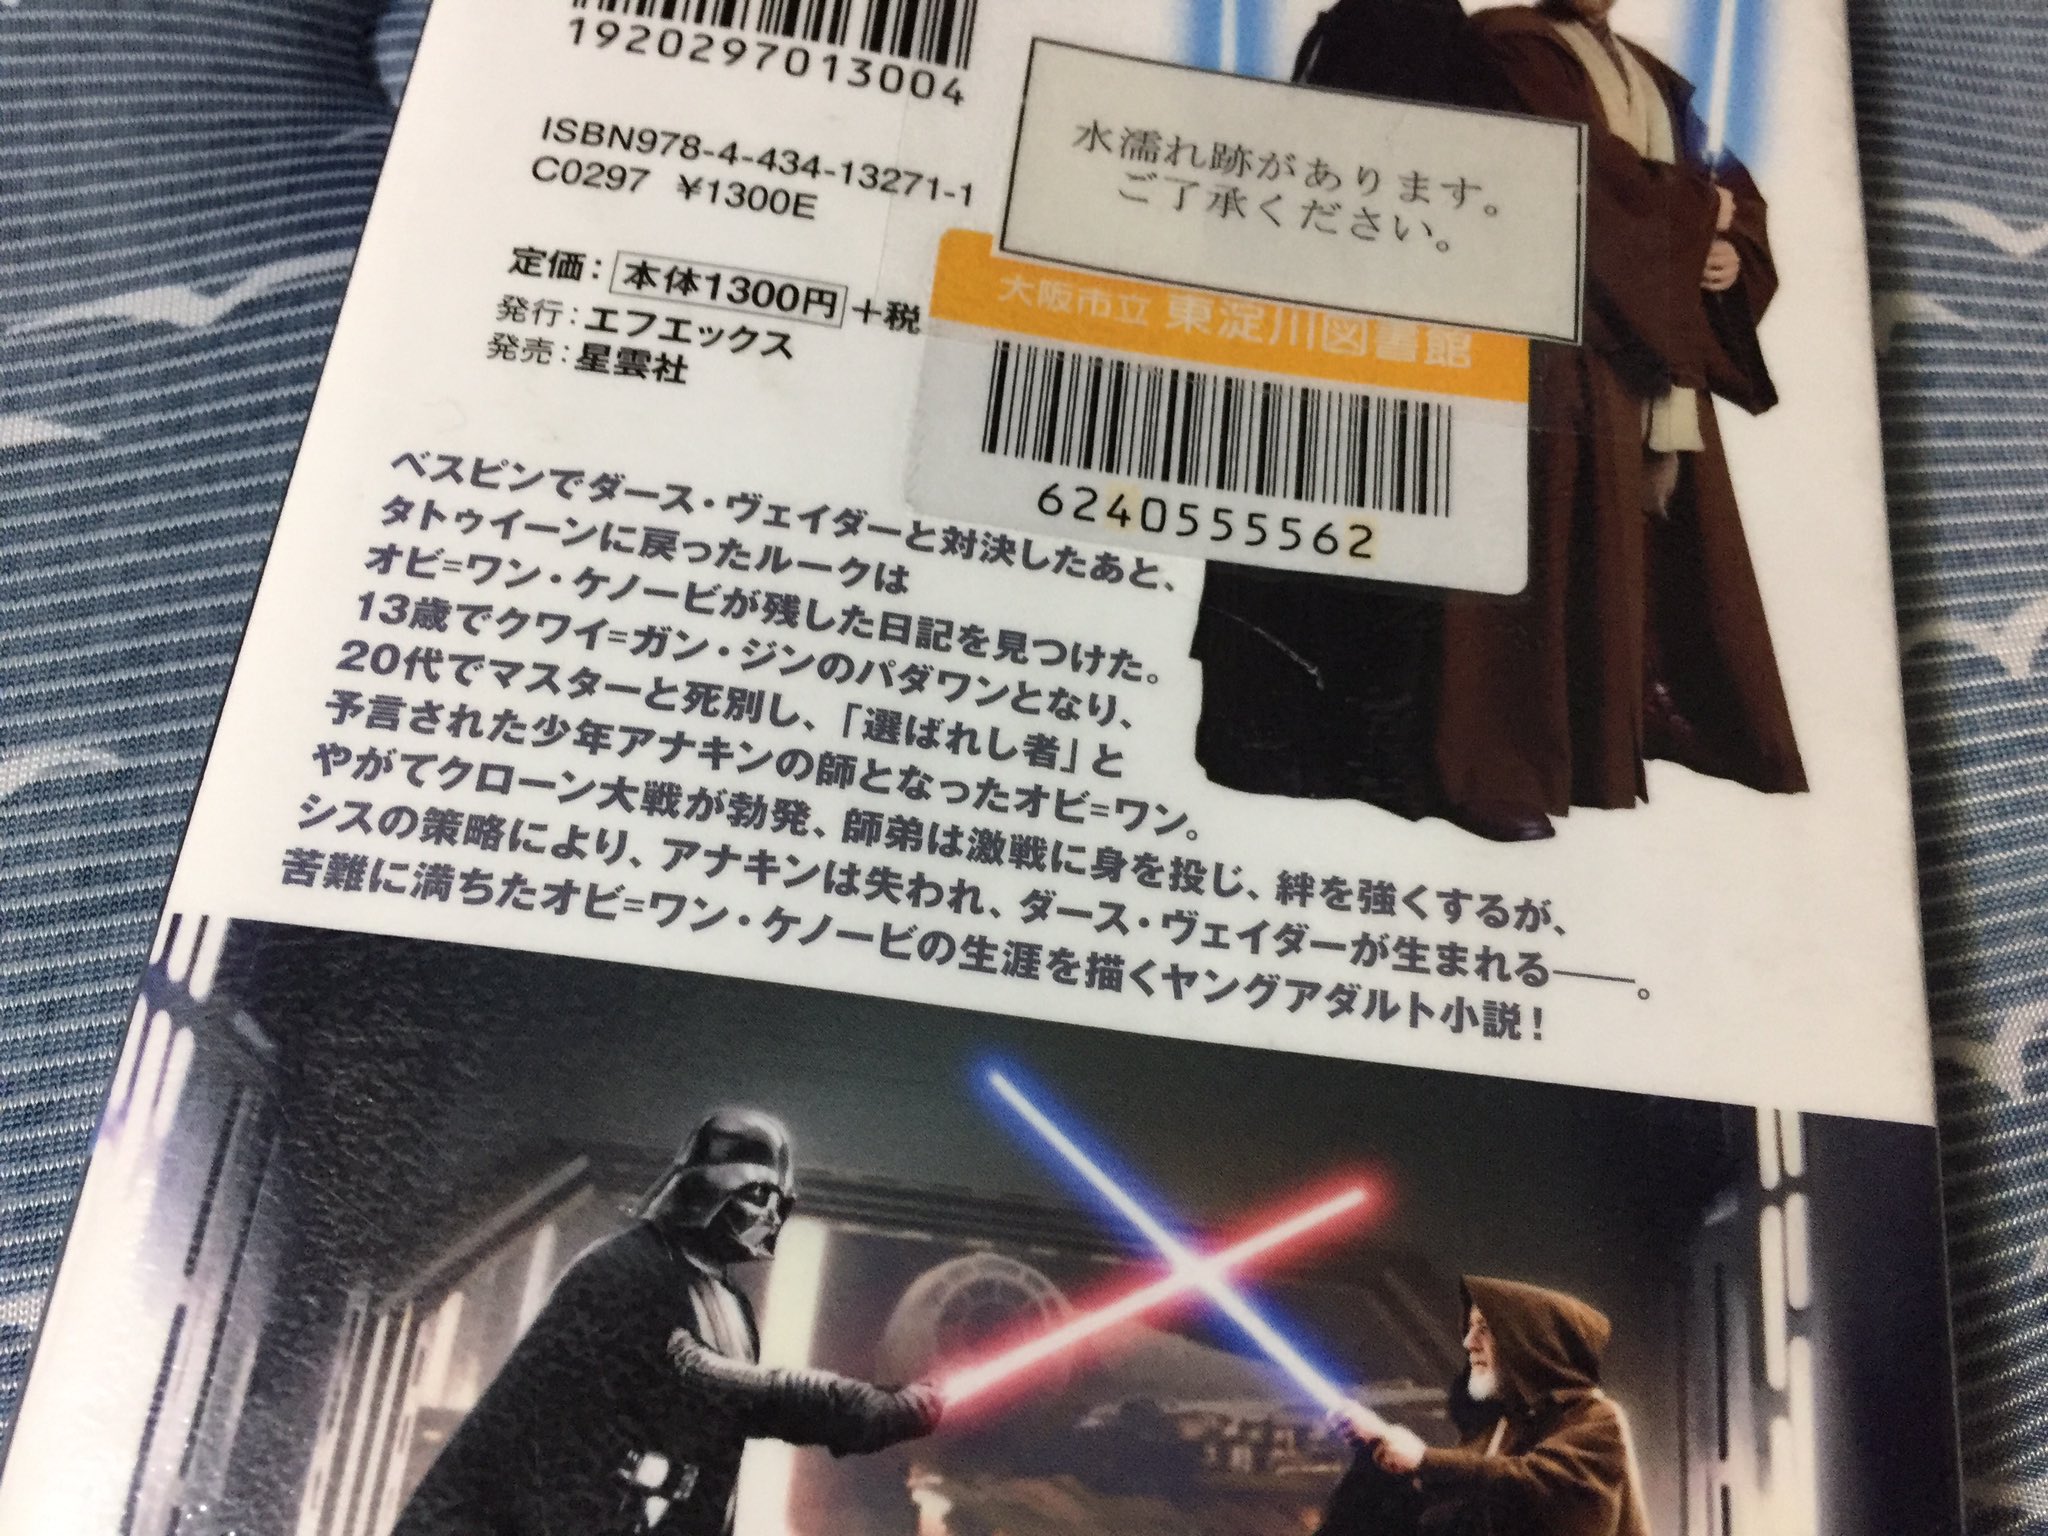 1920297013004
ISBN978-4-434-13271-1
C0297 ¥1300E
定価：本体1300円＋税
発行：エフエックス
発売：星雲社
水濡れ跡があります。
ご了承ください。
大阪市立 東淀川図書館
6240555562
ベスピンでダース・ヴェイダーと対決したあと、
タトゥイーンに戻ったルークは
オビ=ワン・ケノービが残した日記を見つけた。
13歳でクワイ=ガン・ジンのパダワンとなり、
20代でマスターと死別し、「選ばれし者」と
予言された少年アナキンの師となったオビ=ワン。
やがてクローン大戦が勃発、師弟は激戦に身を投じ、絆を強くするが、
シスの策略により、アナキンは失われ、ダース・ヴェイダーが生まれる──。
苦難に満ちたオビ=ワン・ケノービの生涯を描くヤングアダルト小説！